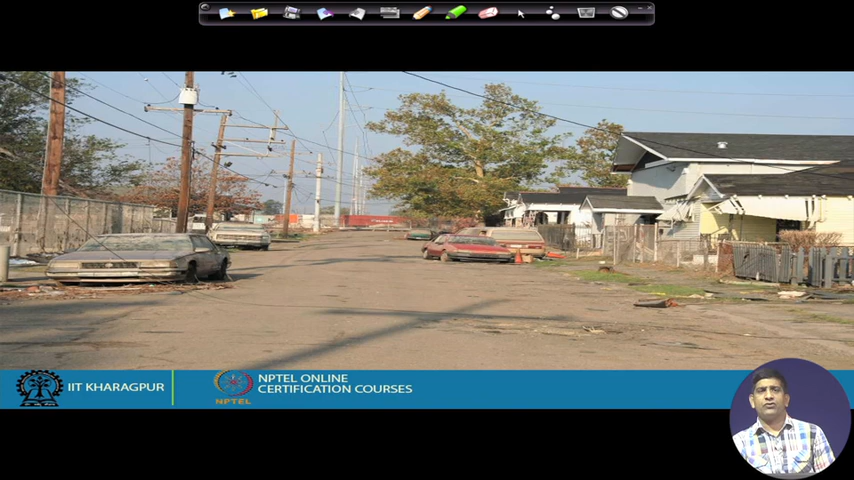 IIT KHARAGPUR
NPTEL
NPTEL ONLINE
CERTIFICATION COURSES